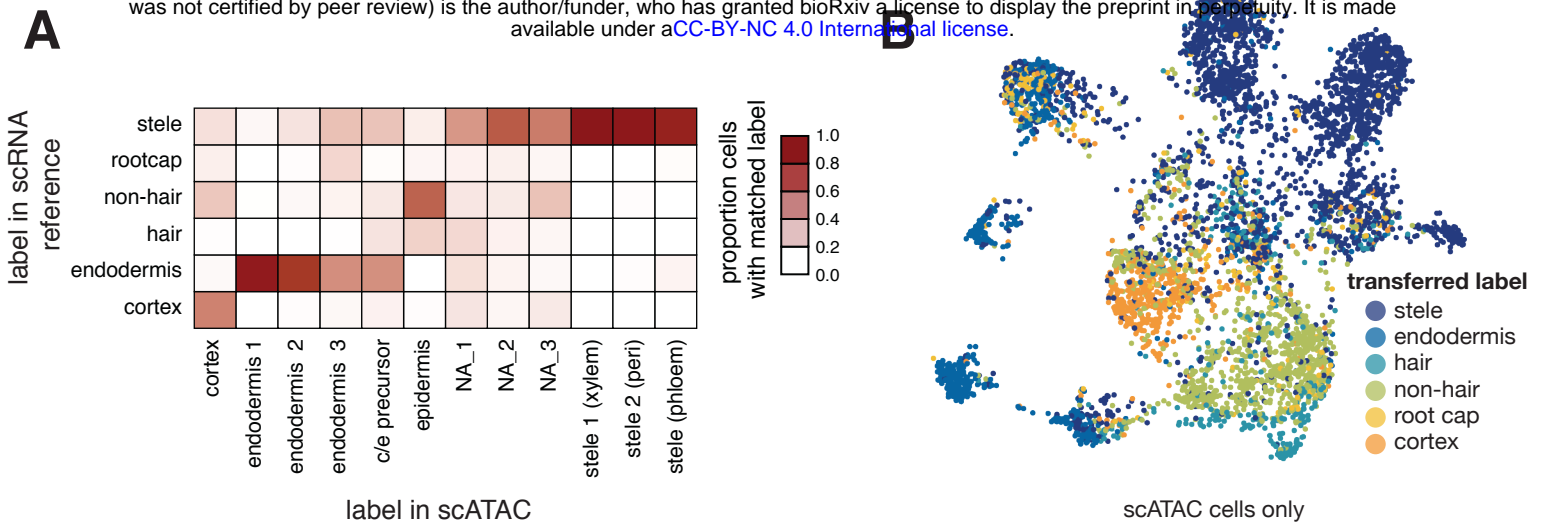 was not certified by peer review) is the author/funder, who has granted bioRxiv a license to display the preprint in perpetuity. It is made
available under aCC-BY-NC 4.0 International license.
A
B
label in scRNA
reference
stele
rootcap
non-hair
hair
endodermis
cortex
cortex
endodermis 1
endodermis 2
endodermis 3
c/e precursor
epidermis
NA_1
NA_2
NA_3
stele 1 (xylem)
stele 2 (peri)
stele (phloem)
label in scATAC
proportion cells
with matched label
1.0
0.8
0.6
0.4
0.2
0.0
transferred label
stele
endodermis
hair
non-hair
root cap
cortex
scATAC cells only